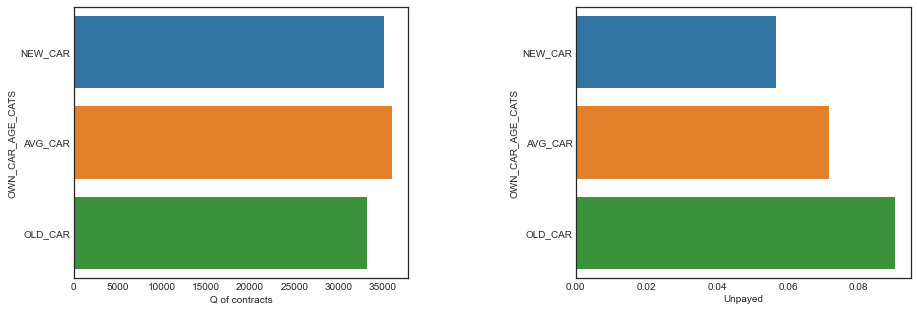 OWN_CAR_AGE_CATS
NEW_CAR
AVG_CAR
OLD_CAR
0 5000 10000 15000 20000 25000 30000 35000
Q of contracts
OWN_CAR_AGE_CATS
NEW_CAR
AVG_CAR
OLD_CAR
0.00 0.02 0.04 0.06 0.08
Unpayed